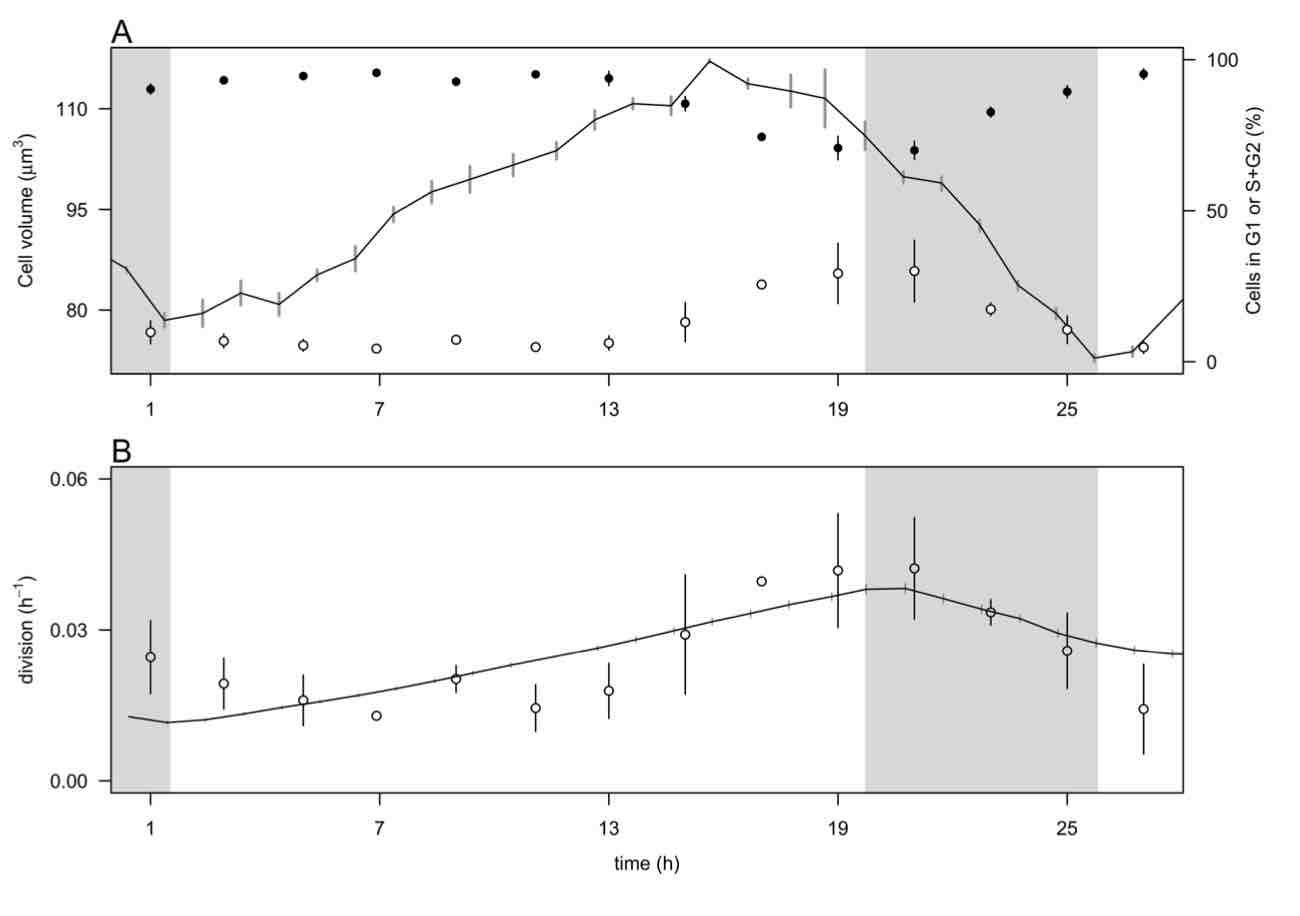 A
110
95
80
Cell volume (μm³)
100
50
0
Cells in G1 or S+G2 (%)
1 7 13 19 25
B
0.06
0.03
0.00
division (h⁻¹)
1 7 13 19 25
time (h)